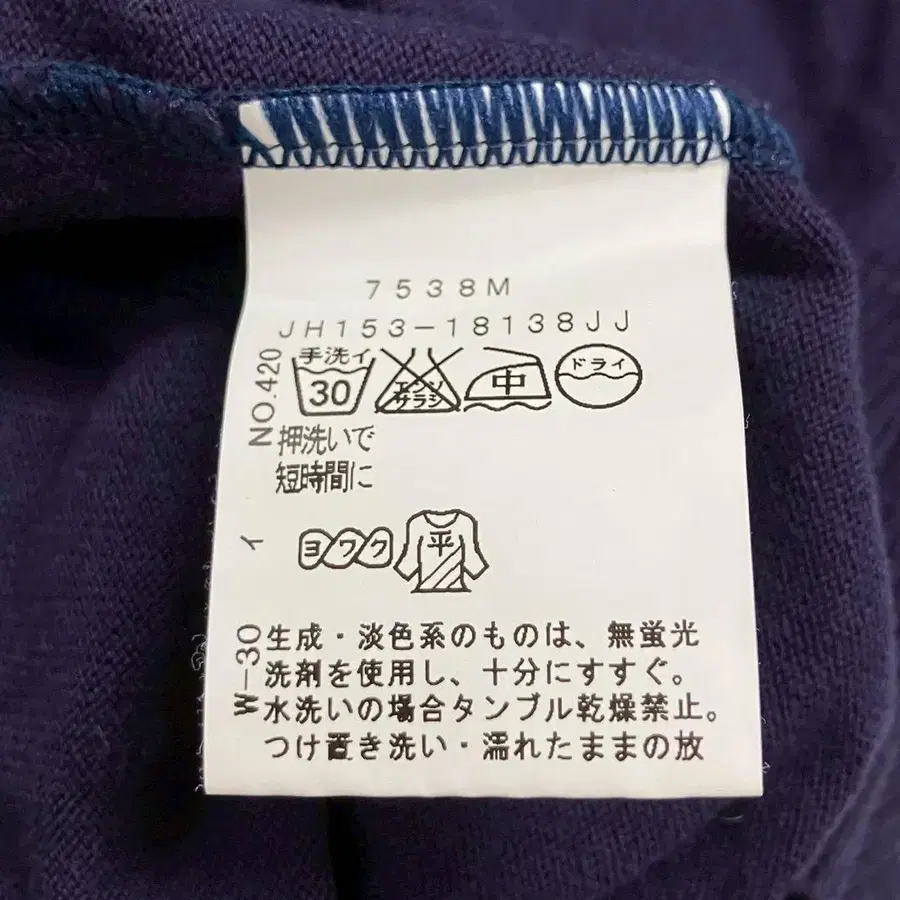 7538M
JH153-18138JJ
手洗イ
30
エンソ
サラシ
中
ドライ
NO.420
押洗いで
短時間に
イ
ヨワク
平
W-30
生成・淡色系のものは、無蛍光
洗剤を使用し、十分にすすぐ。
水洗いの場合タンブル乾燥禁止。
つけ置き洗い・濡れたままの放